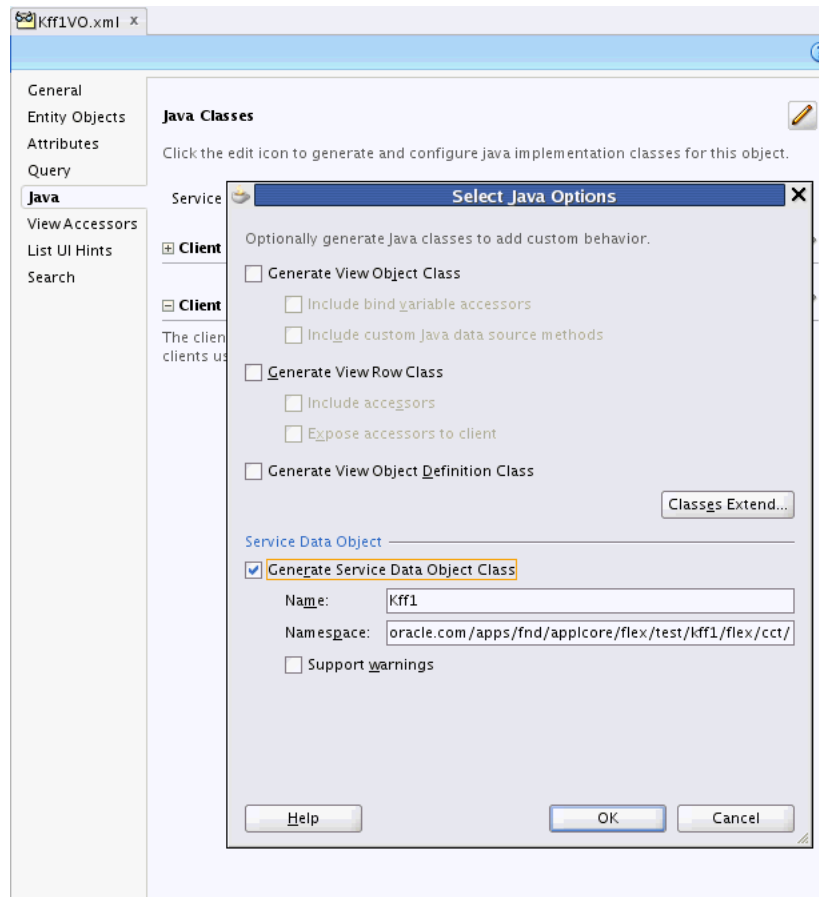 Kff1VO.xml x
General
Entity Objects
Attributes
Query
Java
View Accessors
List UI Hints
Search
Java Classes
Click the edit icon to generate and configure java implementation classes for this object.
Service
Client
Client
The clien
clients us
Select Java Options
Optionally generate Java classes to add custom behavior.
Generate View Object Class
Include bind variable accessors
Include custom Java data source methods
Generate View Row Class
Include accessors
Expose accessors to client
Generate View Object Definition Class
Classes Extend...
Service Data Object
Generate Service Data Object Class
Name: Kff1
Namespace: oracle.com/apps/fnd/applcore/flex/test/kff1/flex/cct/
Support warnings
Help OK Cancel